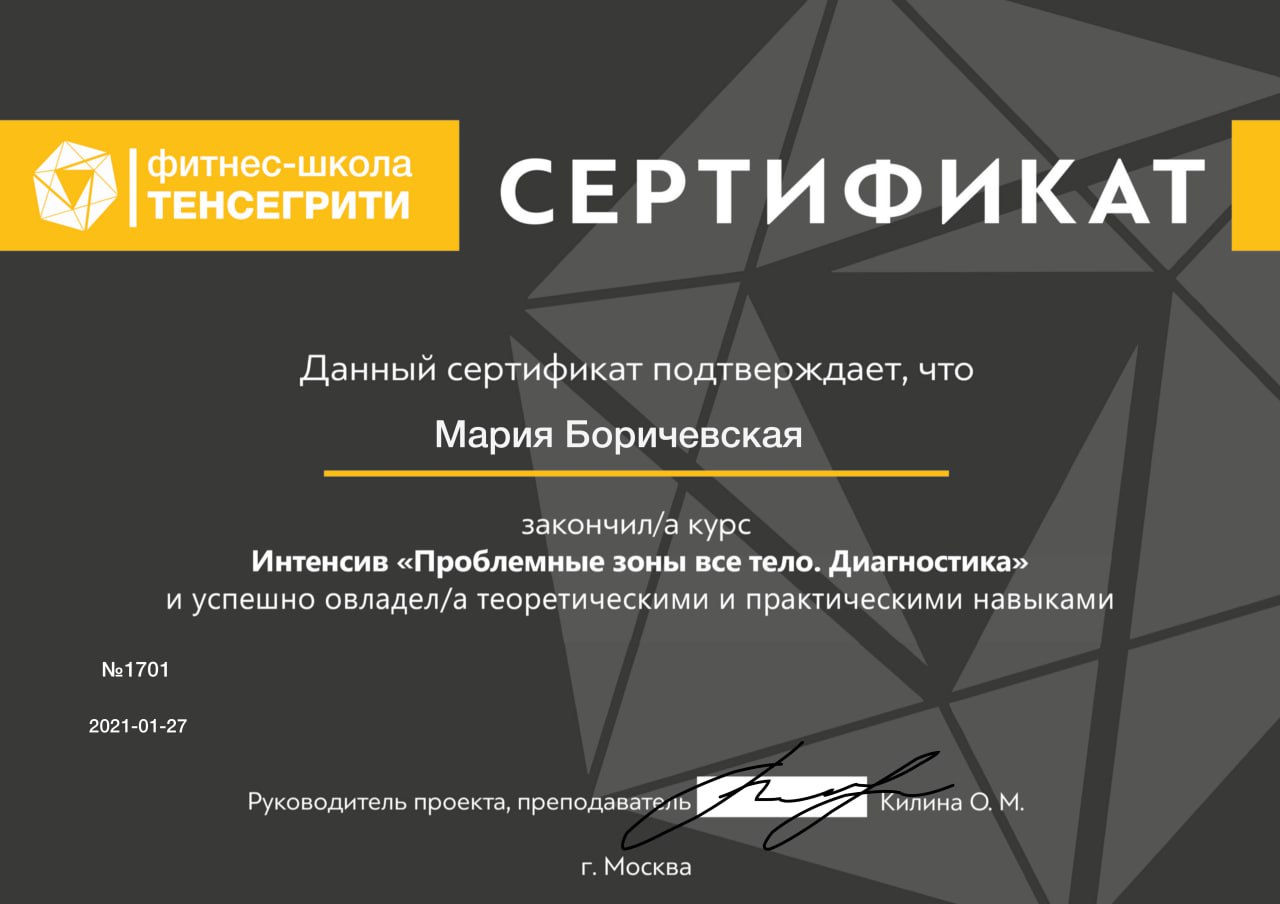 фитнес-школа
ТЕНСЕГРИТИ
СЕРТИФИКАТ
Данный сертификат подтверждает, что
Мария Боричевская
закончил/а курс
Интенсив «Проблемные зоны все тело. Диагностика»
и успешно овладел/а теоретическими и практическими навыками
№1701
2021-01-27
Руководитель проекта, преподаватель Килина О. М.
г. Москва